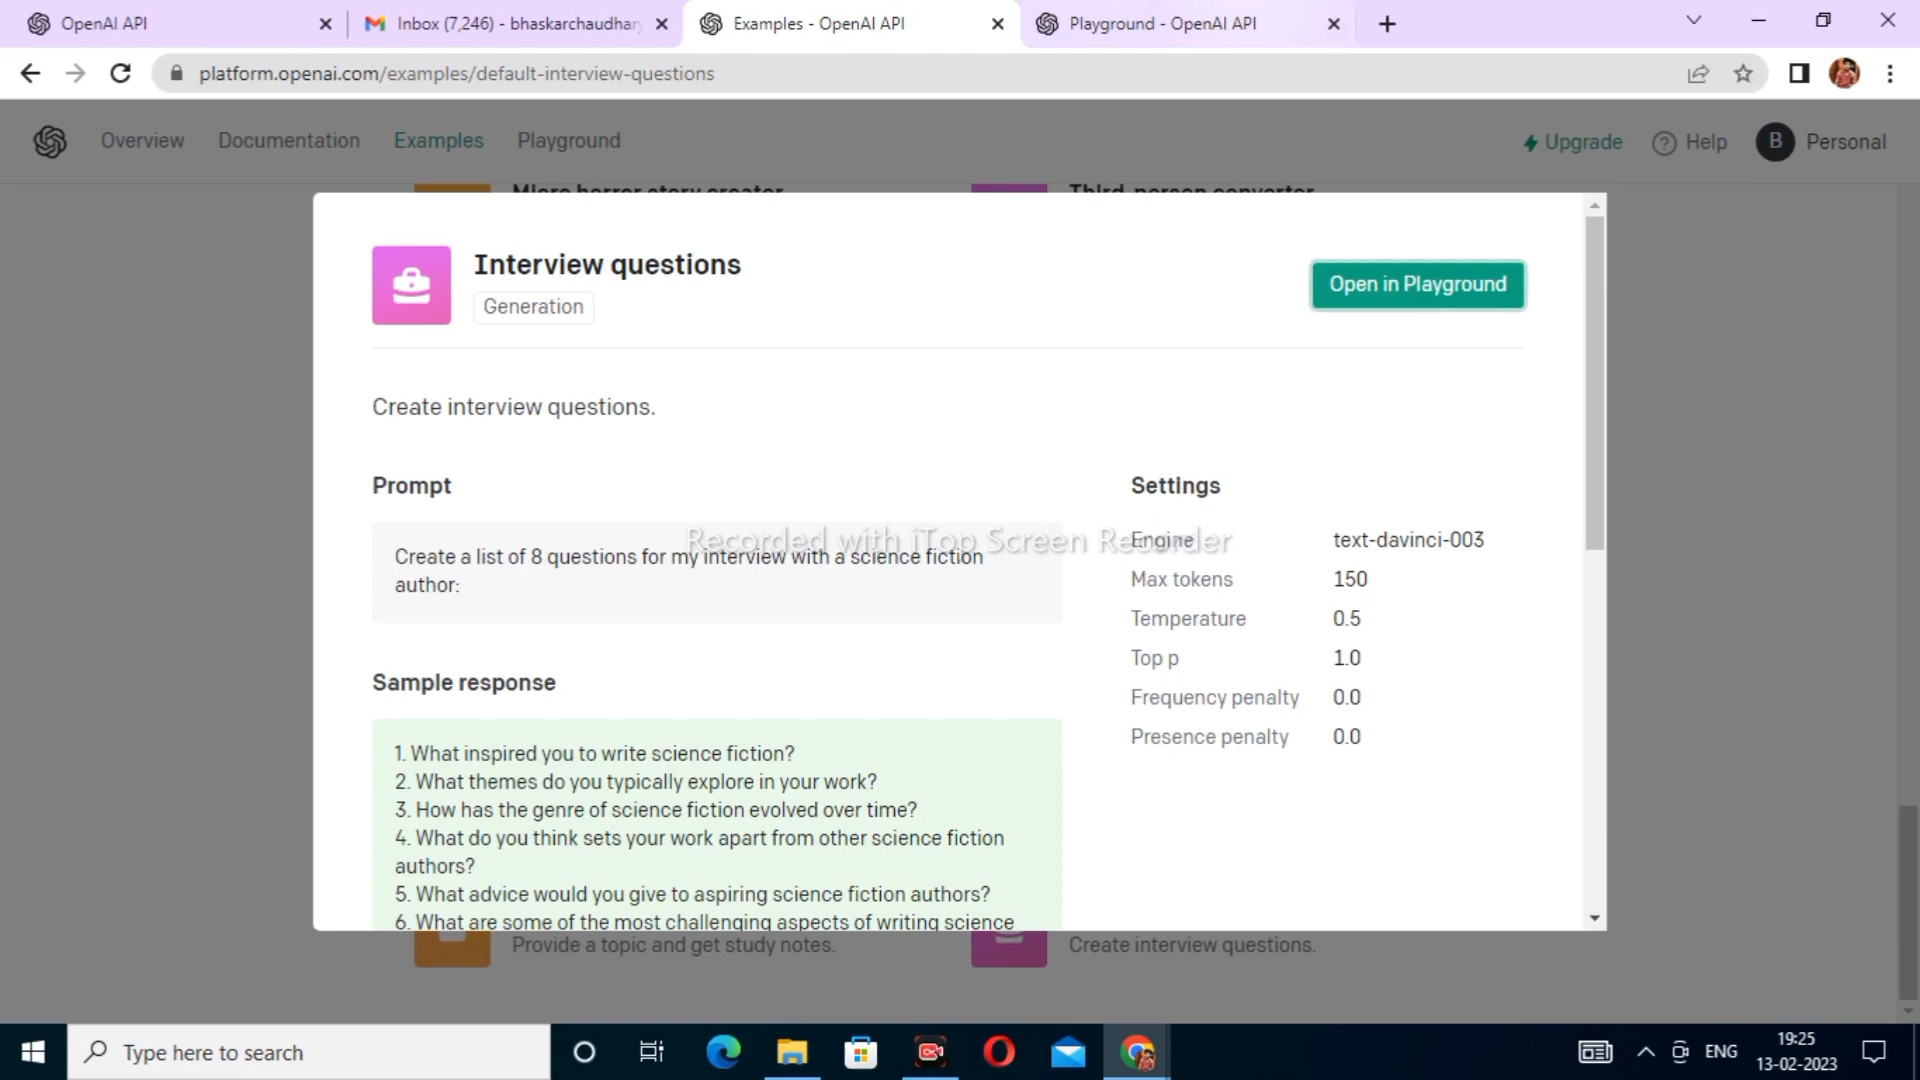 OpenAI API
Inbox (7,246) - bhaskarchaudhary
Examples - OpenAI API
Playground - OpenAI API
platform.openai.com/examples/default-interview-questions
Overview
Documentation
Examples
Playground
Upgrade
Help
B
Personal
Micro horror story creator
Third-person converter
Interview questions
Generation
Open in Playground
Create interview questions.
Prompt
Create a list of 8 questions for my interview with a science fiction
author:
Settings
Engine text-davinci-003
Max tokens 150
Temperature 0.5
Top p 1.0
Frequency penalty 0.0
Presence penalty 0.0
Recorded with iTop Screen Recorder
Sample response
1. What inspired you to write science fiction?
2. What themes do you typically explore in your work?
3. How has the genre of science fiction evolved over time?
4. What do you think sets your work apart from other science fiction
authors?
5. What advice would you give to aspiring science fiction authors?
6. What are some of the most challenging aspects of writing science
Provide a topic and get study notes.
Create interview questions.
Type here to search
ENG
19:25
13-02-2023